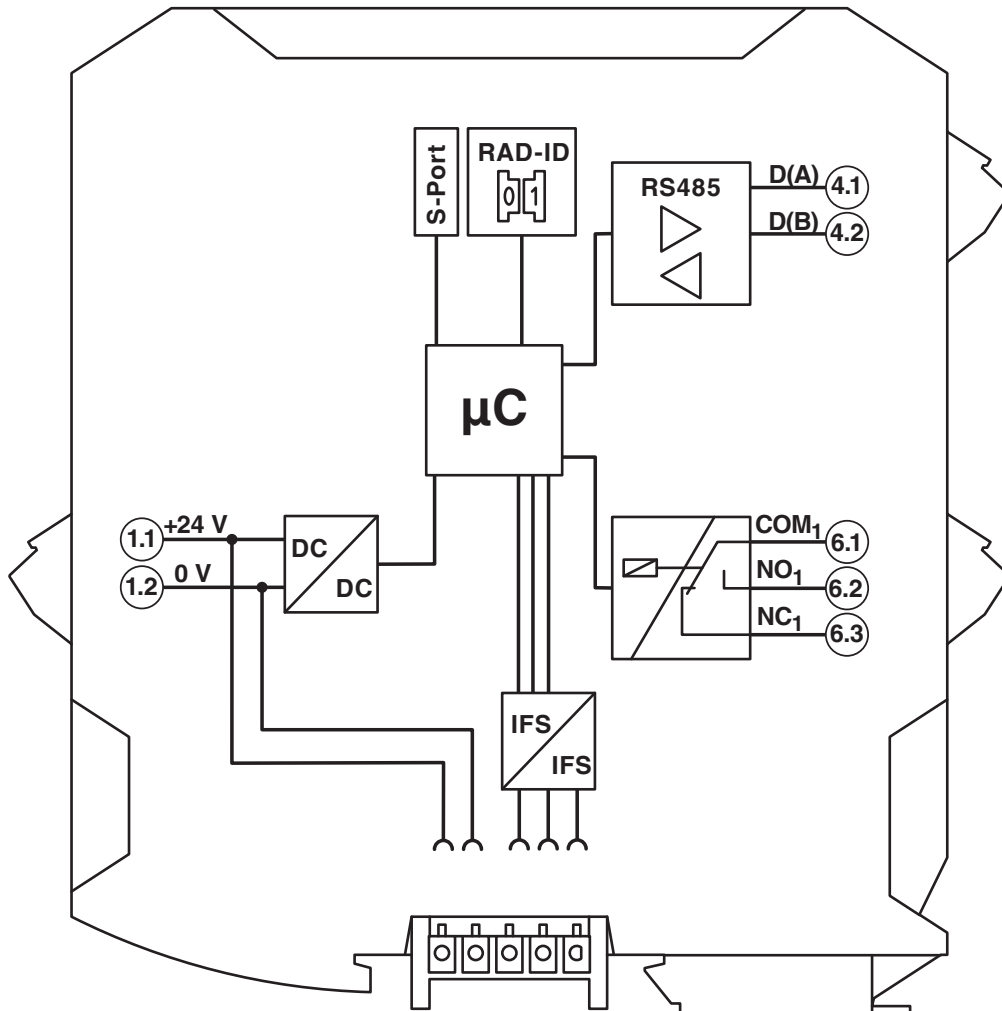 S-Port
RAD-ID
0 1
RS485
D(A) 4.1
D(B) 4.2
µC
1.1 +24 V
1.2 0 V
DC
DC
COM1 6.1
NO1 6.2
NC1 6.3
IFS
IFS